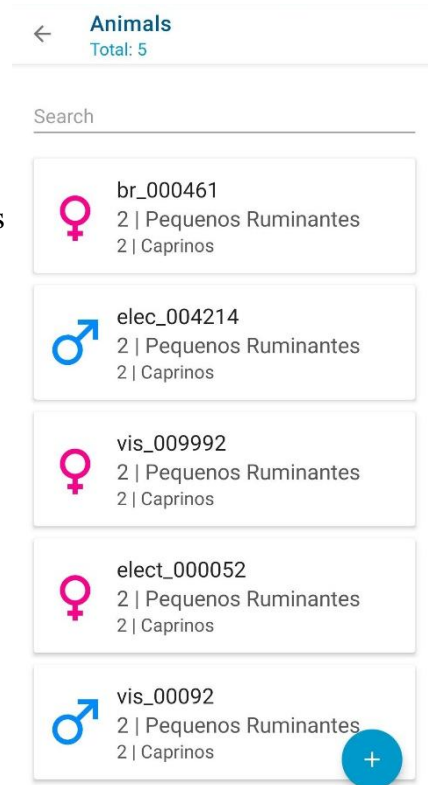 Animals
Total: 5
Search
s
br_000461
2 | Pequenos Ruminantes
2 | Caprinos
elec_004214
2 | Pequenos Ruminantes
2 | Caprinos
vis_009992
2 | Pequenos Ruminantes
2 | Caprinos
elect_000052
2 | Pequenos Ruminantes
2 | Caprinos
vis_00092
2 | Pequenos Ruminantes
2 | Caprinos
+